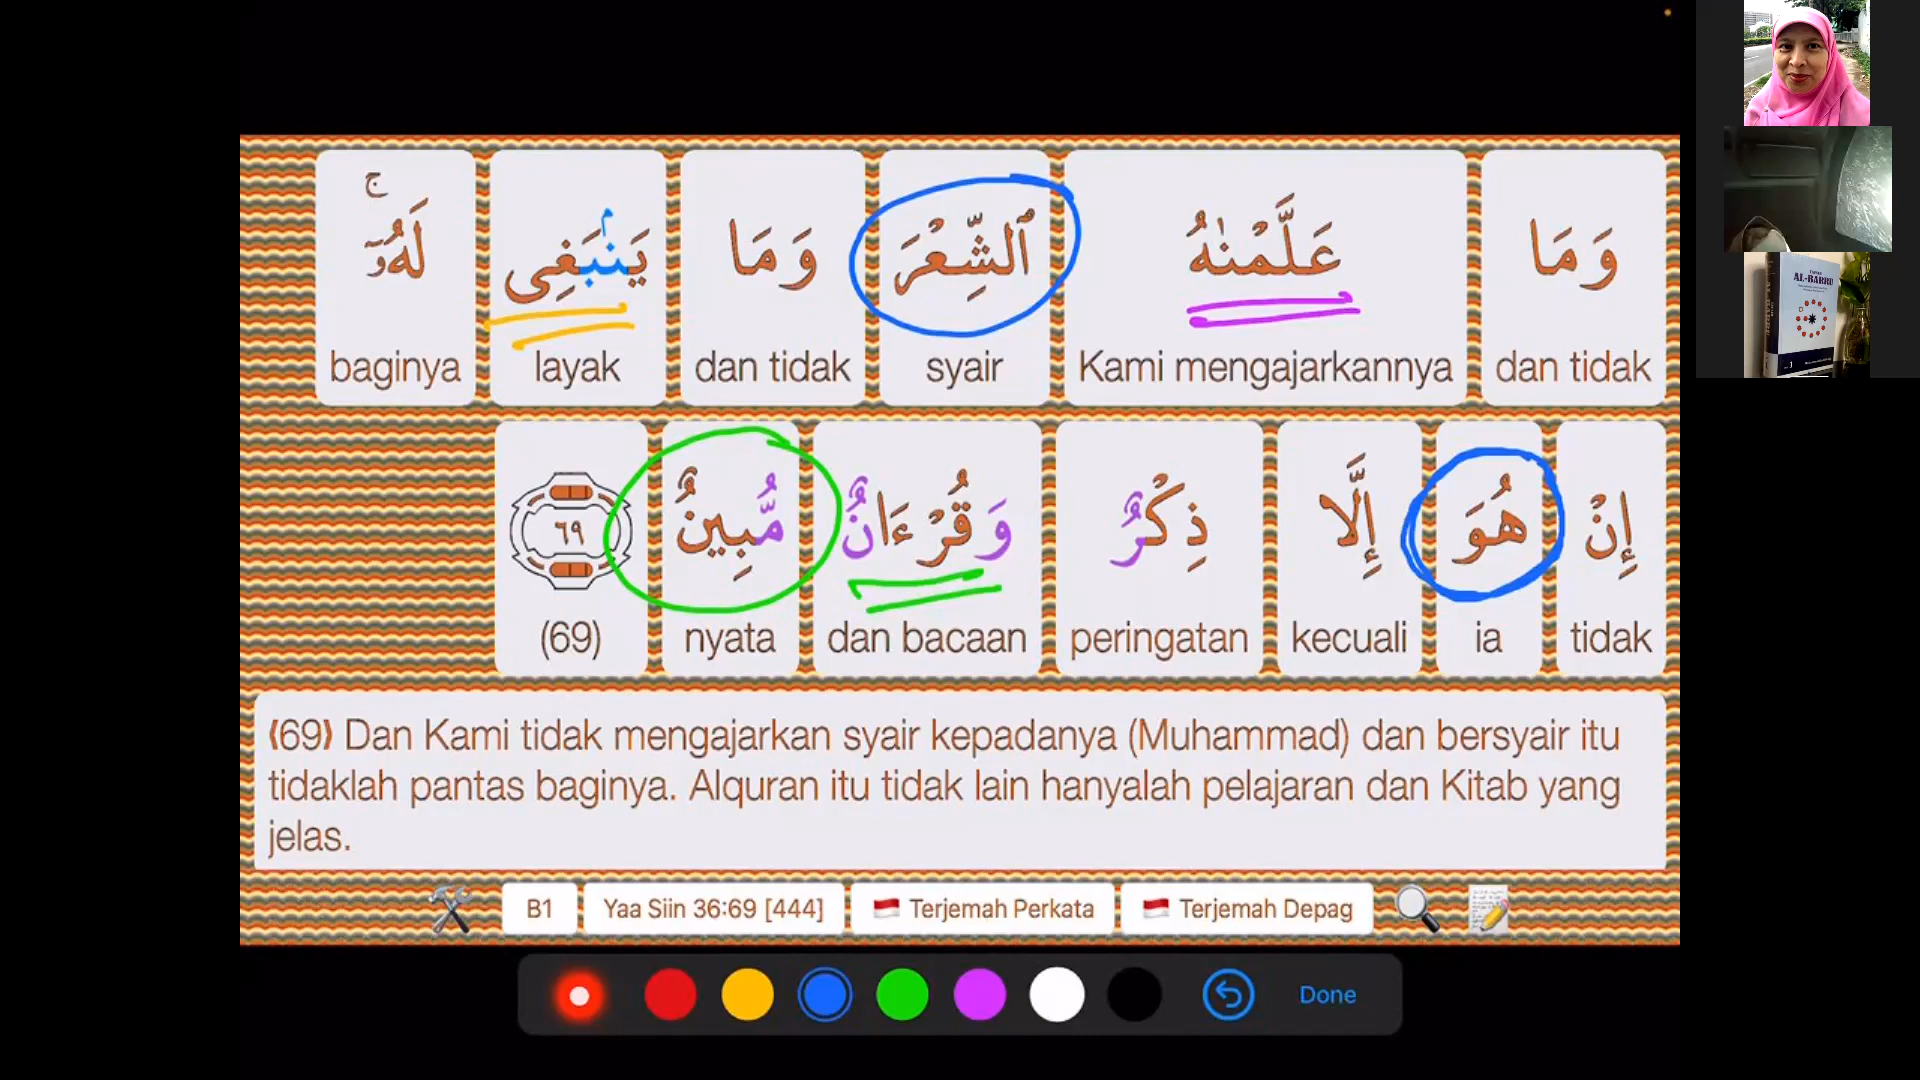 وَمَا عَلَّمْنَٰهُ ٱلشِّعْرَ وَمَا يَنۢبَغِى لَهُۥٓ ۚ
dan tidak Kami mengajarkannya syair dan tidak layak baginya
إِنْ هُوَ إِلَّا ذِكْرٌ وَقُرْءَانٌ مُّبِينٌ ٦٩
tidak ia kecuali peringatan dan bacaan nyata (69)
(69) Dan Kami tidak mengajarkan syair kepadanya (Muhammad) dan bersyair itu
tidaklah pantas baginya. Alquran itu tidak lain hanyalah pelajaran dan Kitab yang
jelas.
B1 Yaa Siin 36:69 [444] Terjemah Perkata Terjemah Depag
Done
AL-BARRU